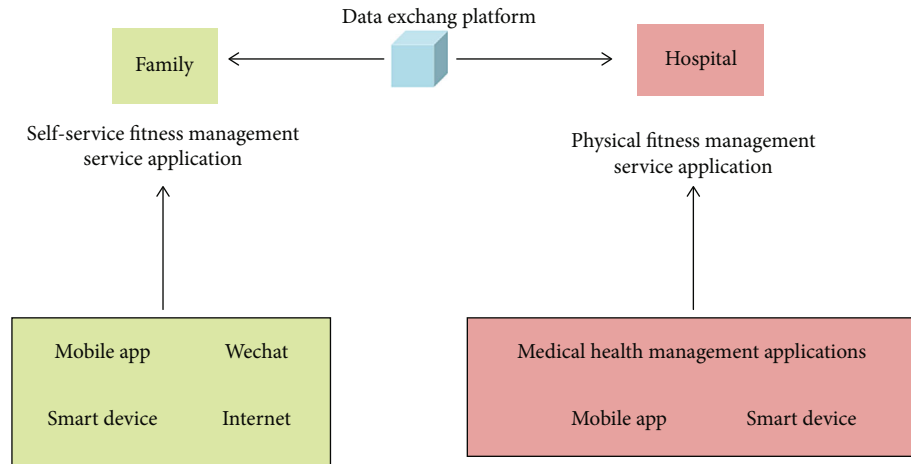 Data exchang platform
Family
Hospital
Self-service fitness management
service application
Physical fitness management
service application
Mobile app Wechat
Smart device Internet
Medical health management applications
Mobile app Smart device